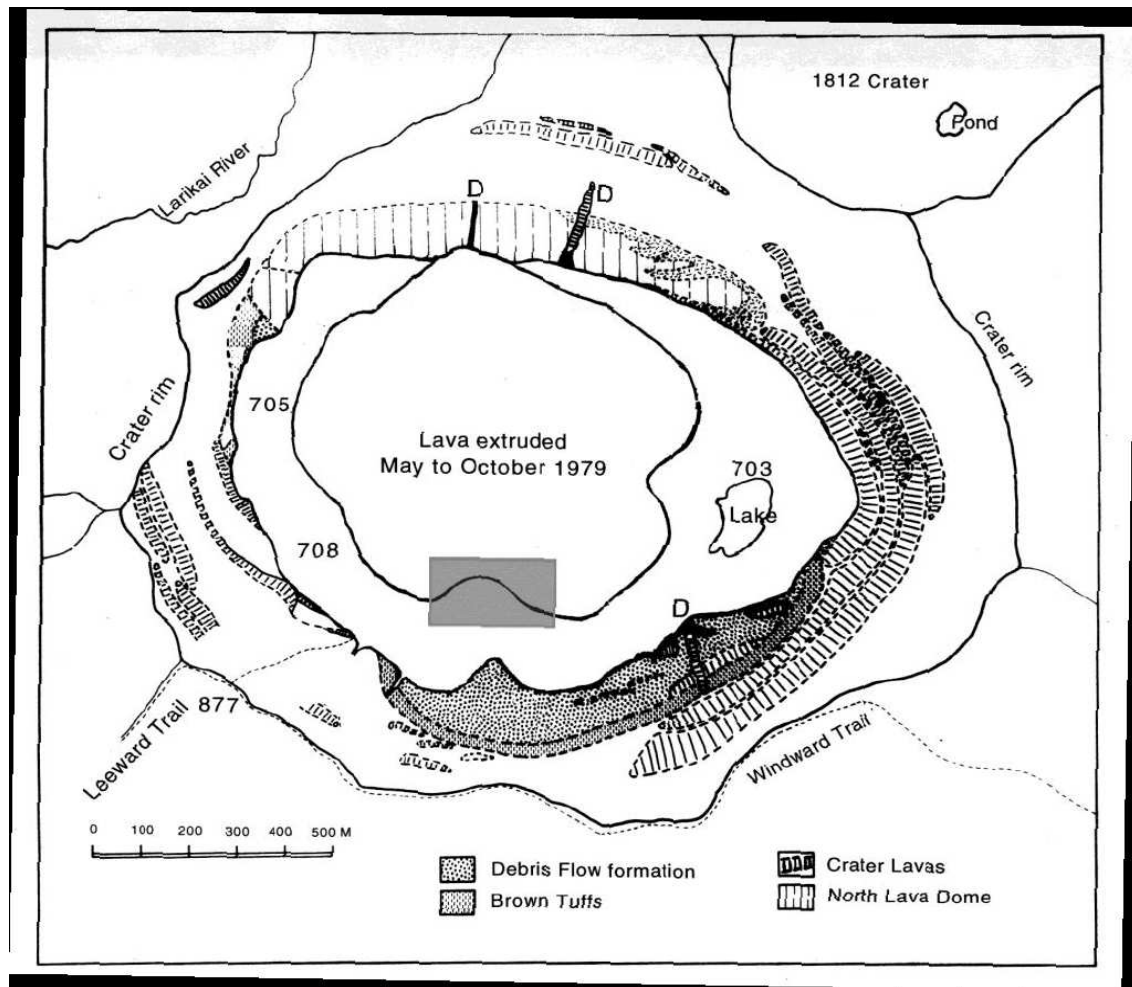 1812 Crater
Pond
Larikai River
D
D
Crater rim
Crater rim
705
Lava extruded
May to October 1979
703
Lake
708
D
877
Leeward Trail
Windward Trail
0 100 200 300 400 500 M
Debris Flow formation
Brown Tuffs
Crater Lavas
North Lava Dome